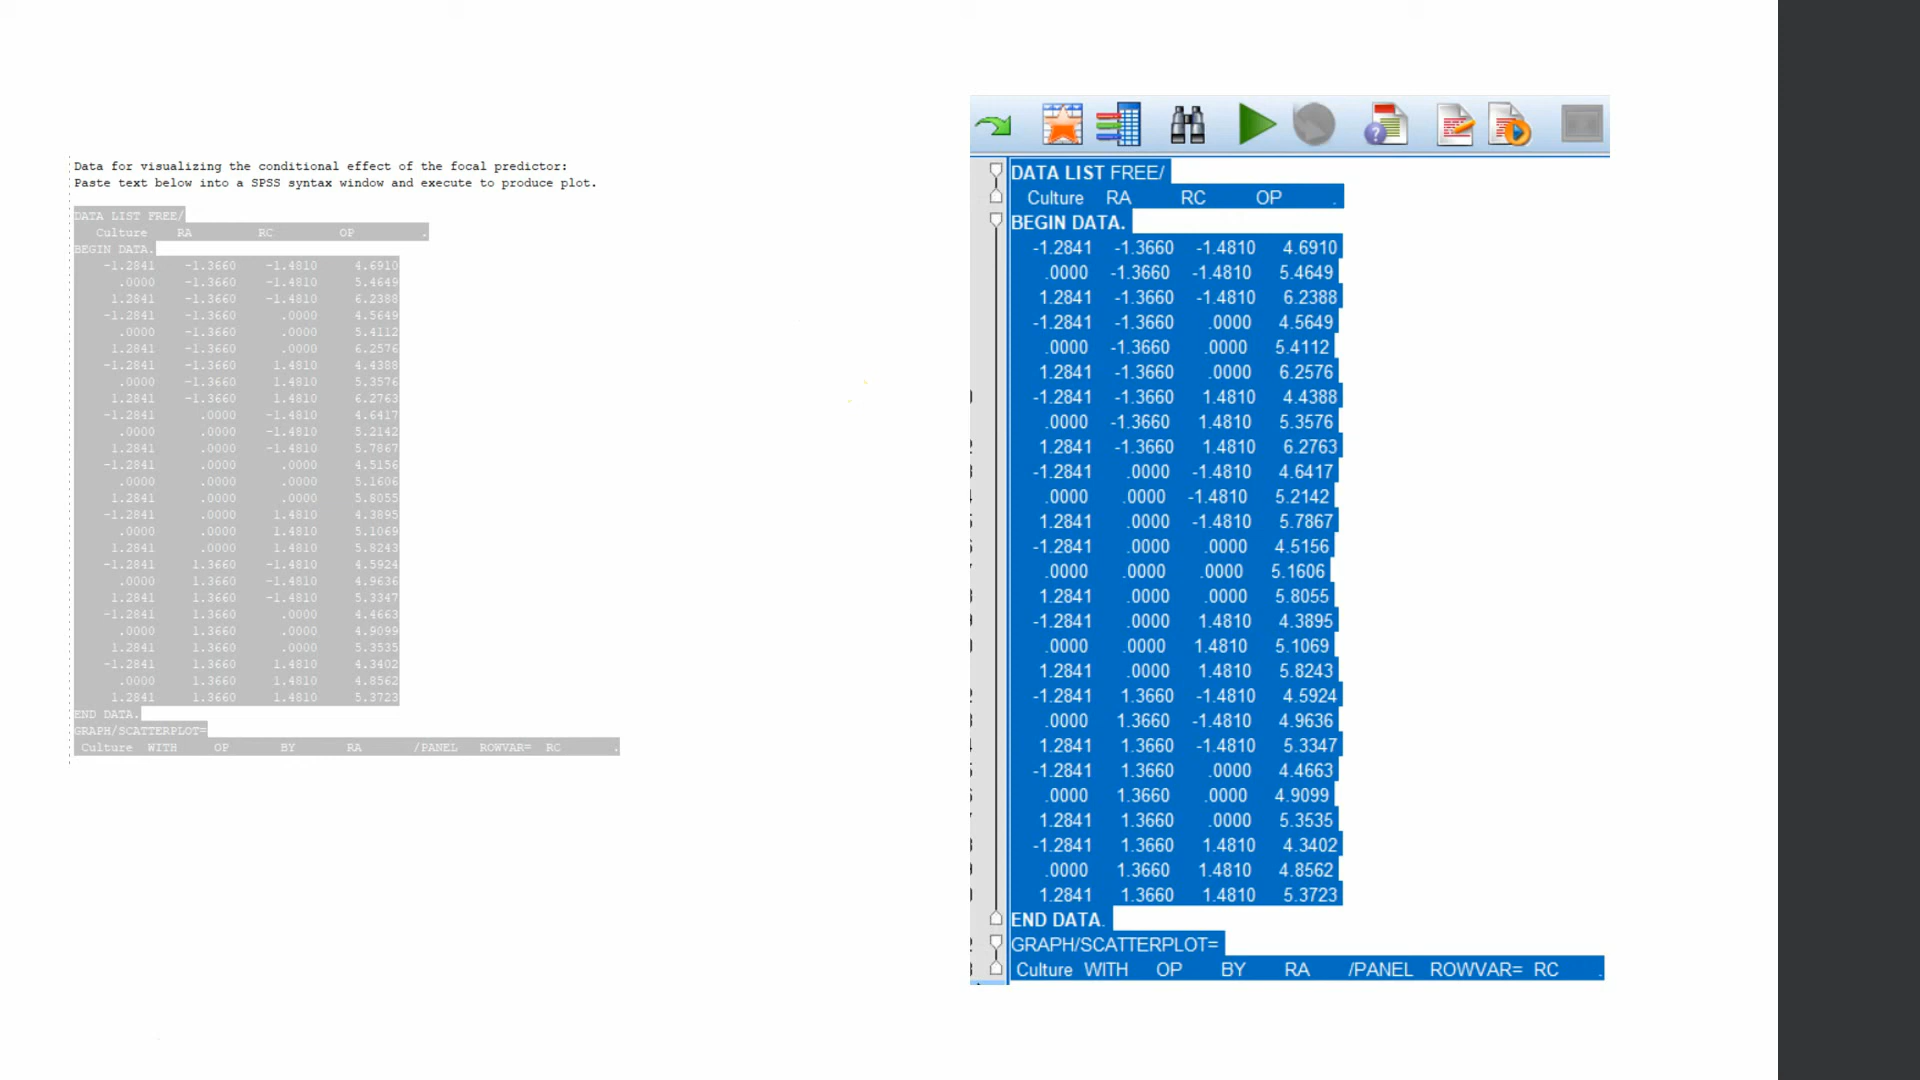 Data for visualizing the conditional effect of the focal predictor:
Paste text below into a SPSS syntax window and execute to produce plot.
DATA LIST FREE/
Culture RA RC OP .
BEGIN DATA.
-1.2841 -1.3660 -1.4810 4.6910
.0000 -1.3660 -1.4810 5.4649
1.2841 -1.3660 -1.4810 6.2388
-1.2841 -1.3660 .0000 4.5649
.0000 -1.3660 .0000 5.4112
1.2841 -1.3660 .0000 6.2576
-1.2841 -1.3660 1.4810 4.4388
.0000 -1.3660 1.4810 5.3576
1.2841 -1.3660 1.4810 6.2763
-1.2841 .0000 -1.4810 4.6417
.0000 .0000 -1.4810 5.2142
1.2841 .0000 -1.4810 5.7867
-1.2841 .0000 .0000 4.5156
.0000 .0000 .0000 5.1606
1.2841 .0000 .0000 5.8055
-1.2841 .0000 1.4810 4.3895
.0000 .0000 1.4810 5.1069
1.2841 .0000 1.4810 5.8243
-1.2841 1.3660 -1.4810 4.5924
.0000 1.3660 -1.4810 4.9636
1.2841 1.3660 -1.4810 5.3347
-1.2841 1.3660 .0000 4.4663
.0000 1.3660 .0000 4.9099
1.2841 1.3660 .0000 5.3535
-1.2841 1.3660 1.4810 4.3402
.0000 1.3660 1.4810 4.8562
1.2841 1.3660 1.4810 5.3723
END DATA.
GRAPH/SCATTERPLOT=
Culture WITH OP BY RA /PANEL ROWVAR= RC .
DATA LIST FREE/
Culture RA RC OP .
BEGIN DATA.
-1.2841 -1.3660 -1.4810 4.6910
.0000 -1.3660 -1.4810 5.4649
1.2841 -1.3660 -1.4810 6.2388
-1.2841 -1.3660 .0000 4.5649
.0000 -1.3660 .0000 5.4112
1.2841 -1.3660 .0000 6.2576
-1.2841 -1.3660 1.4810 4.4388
.0000 -1.3660 1.4810 5.3576
1.2841 -1.3660 1.4810 6.2763
-1.2841 .0000 -1.4810 4.6417
.0000 .0000 -1.4810 5.2142
1.2841 .0000 -1.4810 5.7867
-1.2841 .0000 .0000 4.5156
.0000 .0000 .0000 5.1606
1.2841 .0000 .0000 5.8055
-1.2841 .0000 1.4810 4.3895
.0000 .0000 1.4810 5.1069
1.2841 .0000 1.4810 5.8243
-1.2841 1.3660 -1.4810 4.5924
.0000 1.3660 -1.4810 4.9636
1.2841 1.3660 -1.4810 5.3347
-1.2841 1.3660 .0000 4.4663
.0000 1.3660 .0000 4.9099
1.2841 1.3660 .0000 5.3535
-1.2841 1.3660 1.4810 4.3402
.0000 1.3660 1.4810 4.8562
1.2841 1.3660 1.4810 5.3723
END DATA.
GRAPH/SCATTERPLOT=
Culture WITH OP BY RA /PANEL ROWVAR= RC .